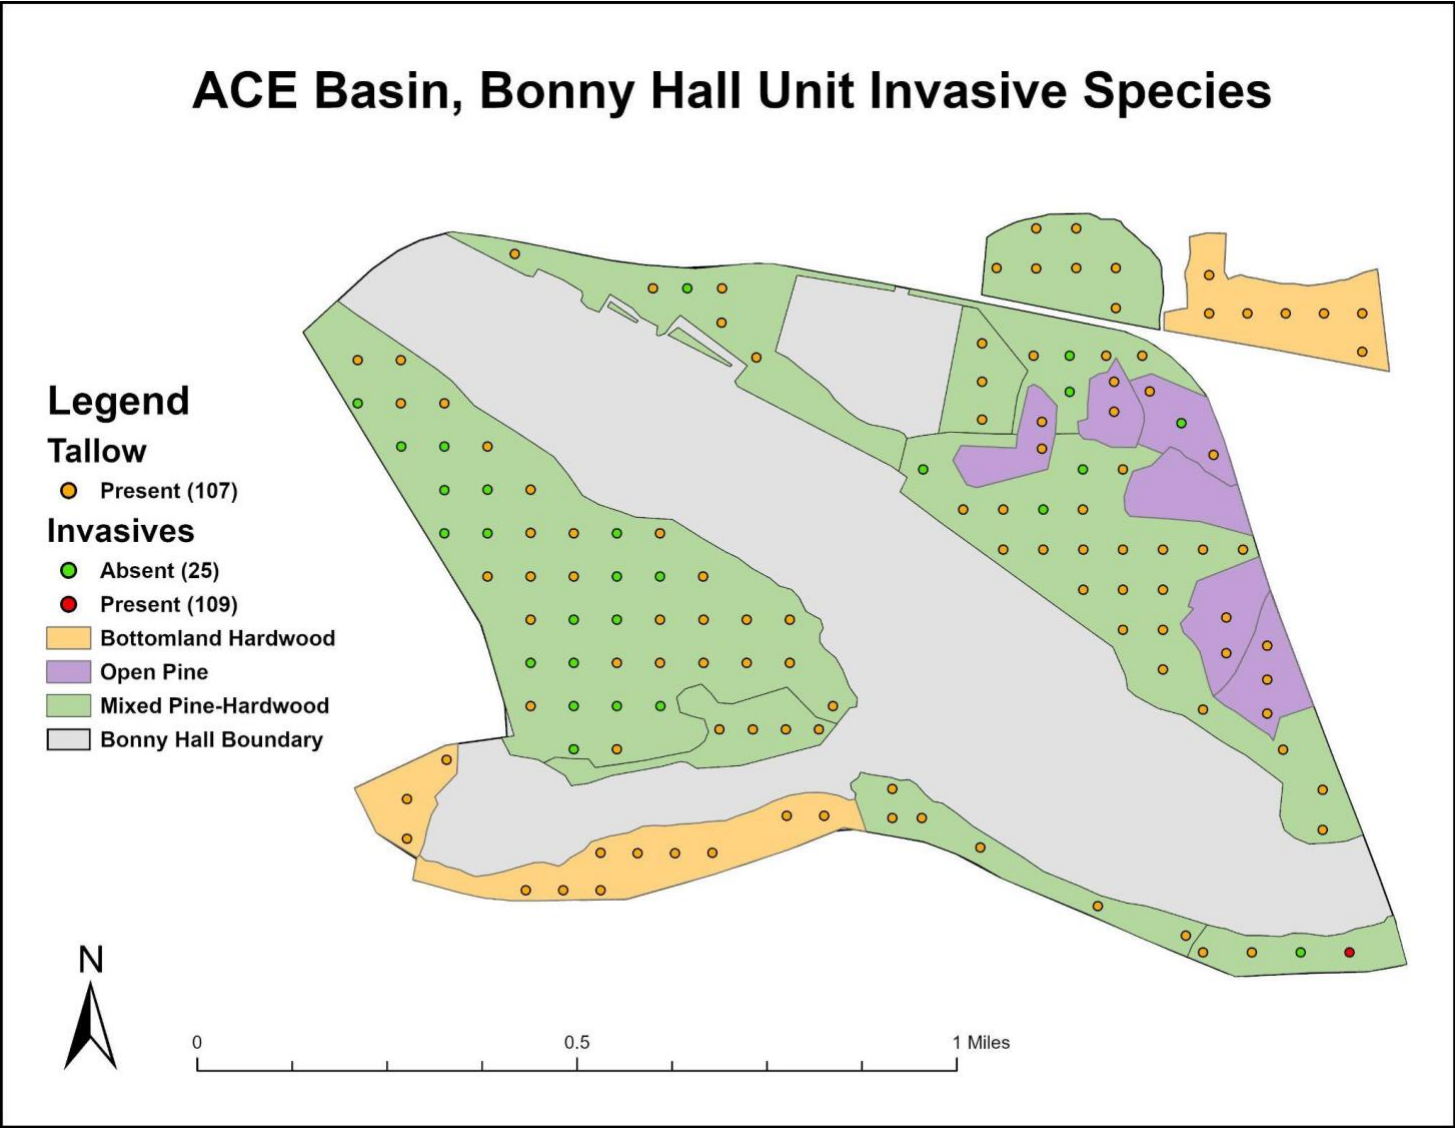 ACE Basin, Bonny Hall Unit Invasive Species
Legend
Tallow
Present (107)
Invasives
Absent (25)
Present (109)
Bottomland Hardwood
Open Pine
Mixed Pine-Hardwood
Bonny Hall Boundary
N
0 0.5 1 Miles